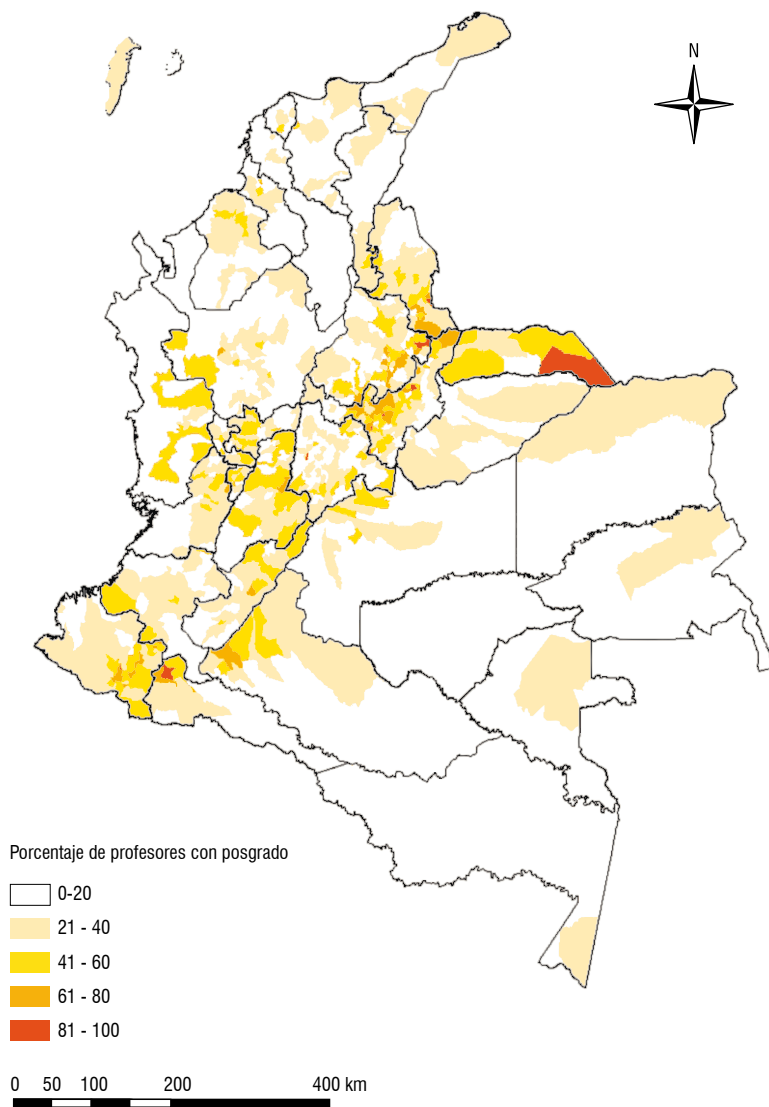 N
Porcentaje de profesores con posgrado
0-20
21 - 40
41 - 60
61 - 80
81 - 100
0 50 100 200 400 km